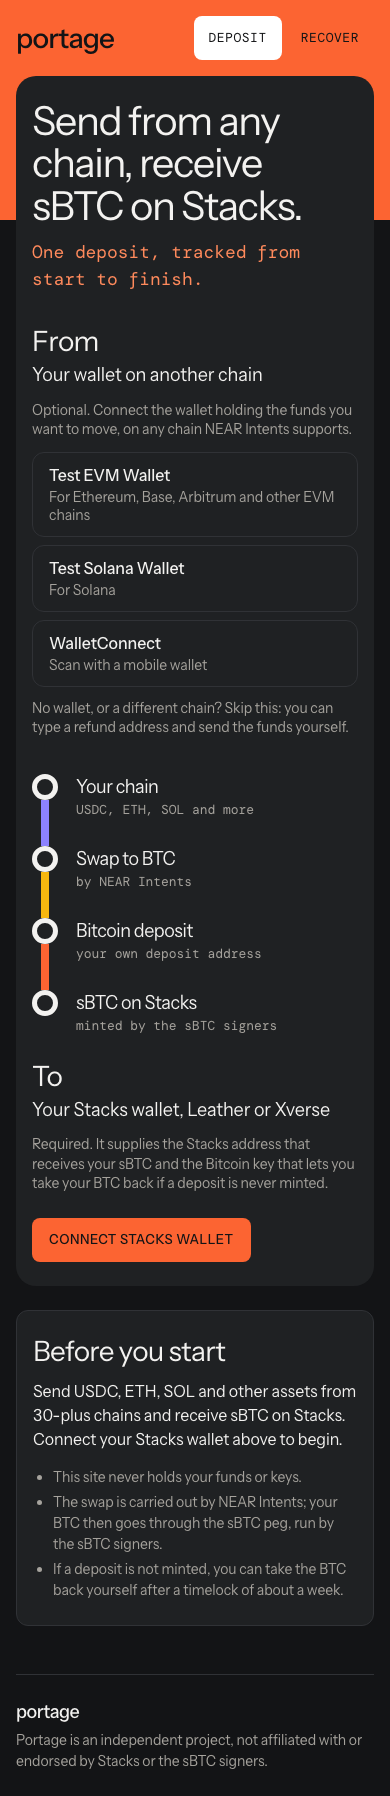 portage
DEPOSIT
RECOVER
Send from any
chain, receive
sBTC on Stacks.
One deposit, tracked from
start to finish.
From
Your wallet on another chain
Optional. Connect the wallet holding the funds you
want to move, on any chain NEAR Intents supports.
Test EVM Wallet
For Ethereum, Base, Arbitrum and other EVM
chains
Test Solana Wallet
For Solana
WalletConnect
Scan with a mobile wallet
No wallet, or a different chain? Skip this: you can
type a refund address and send the funds yourself.
Your chain
USDC, ETH, SOL and more
Swap to BTC
by NEAR Intents
Bitcoin deposit
your own deposit address
sBTC on Stacks
minted by the sBTC signers
To
Your Stacks wallet, Leather or Xverse
Required. It supplies the Stacks address that
receives your sBTC and the Bitcoin key that lets you
take your BTC back if a deposit is never minted.
CONNECT STACKS WALLET
Before you start
Send USDC, ETH, SOL and other assets from
30-plus chains and receive sBTC on Stacks.
Connect your Stacks wallet above to begin.
• This site never holds your funds or keys.
• The swap is carried out by NEAR Intents; your
BTC then goes through the sBTC peg, run by
the sBTC signers.
• If a deposit is not minted, you can take the BTC
back yourself after a timelock of about a week.
portage
Portage is an independent project, not affiliated with or
endorsed by Stacks or the sBTC signers.